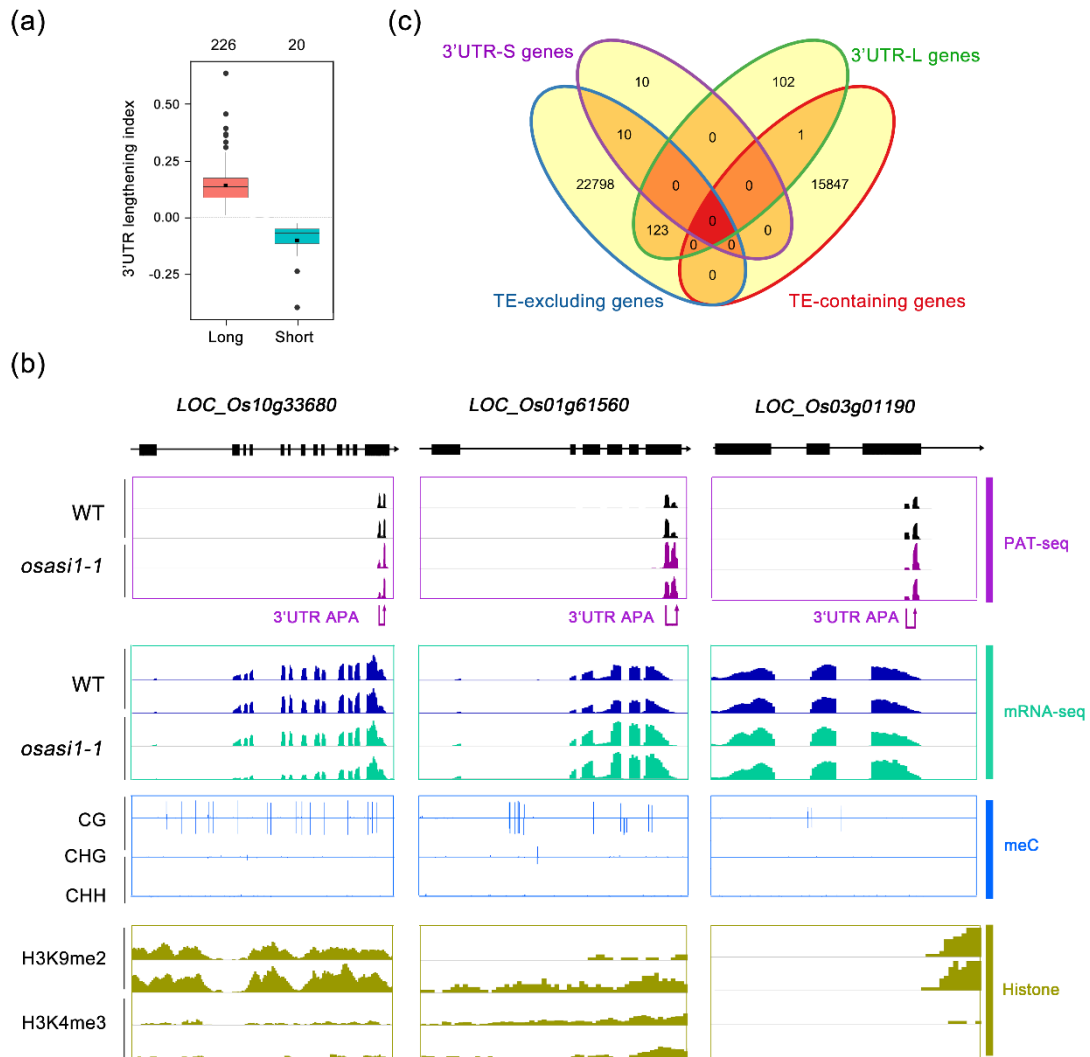 (a)
226 20
3'UTR lengthening index
0.50
0.25
0.00
-0.25
Long Short
(c)
3'UTR-S genes
3'UTR-L genes
10
102
10
0
1
22798
0
0
15847
123
0
0
0
0
0
TE-excluding genes
TE-containing genes
(b)
LOC_Os10g33680
LOC_Os01g61560
LOC_Os03g01190
WT
osasi1-1
PAT-seq
3'UTR APA
3'UTR APA
3'UTR APA
WT
osasi1-1
mRNA-seq
CG
CHG
CHH
meC
H3K9me2
H3K4me3
Histone